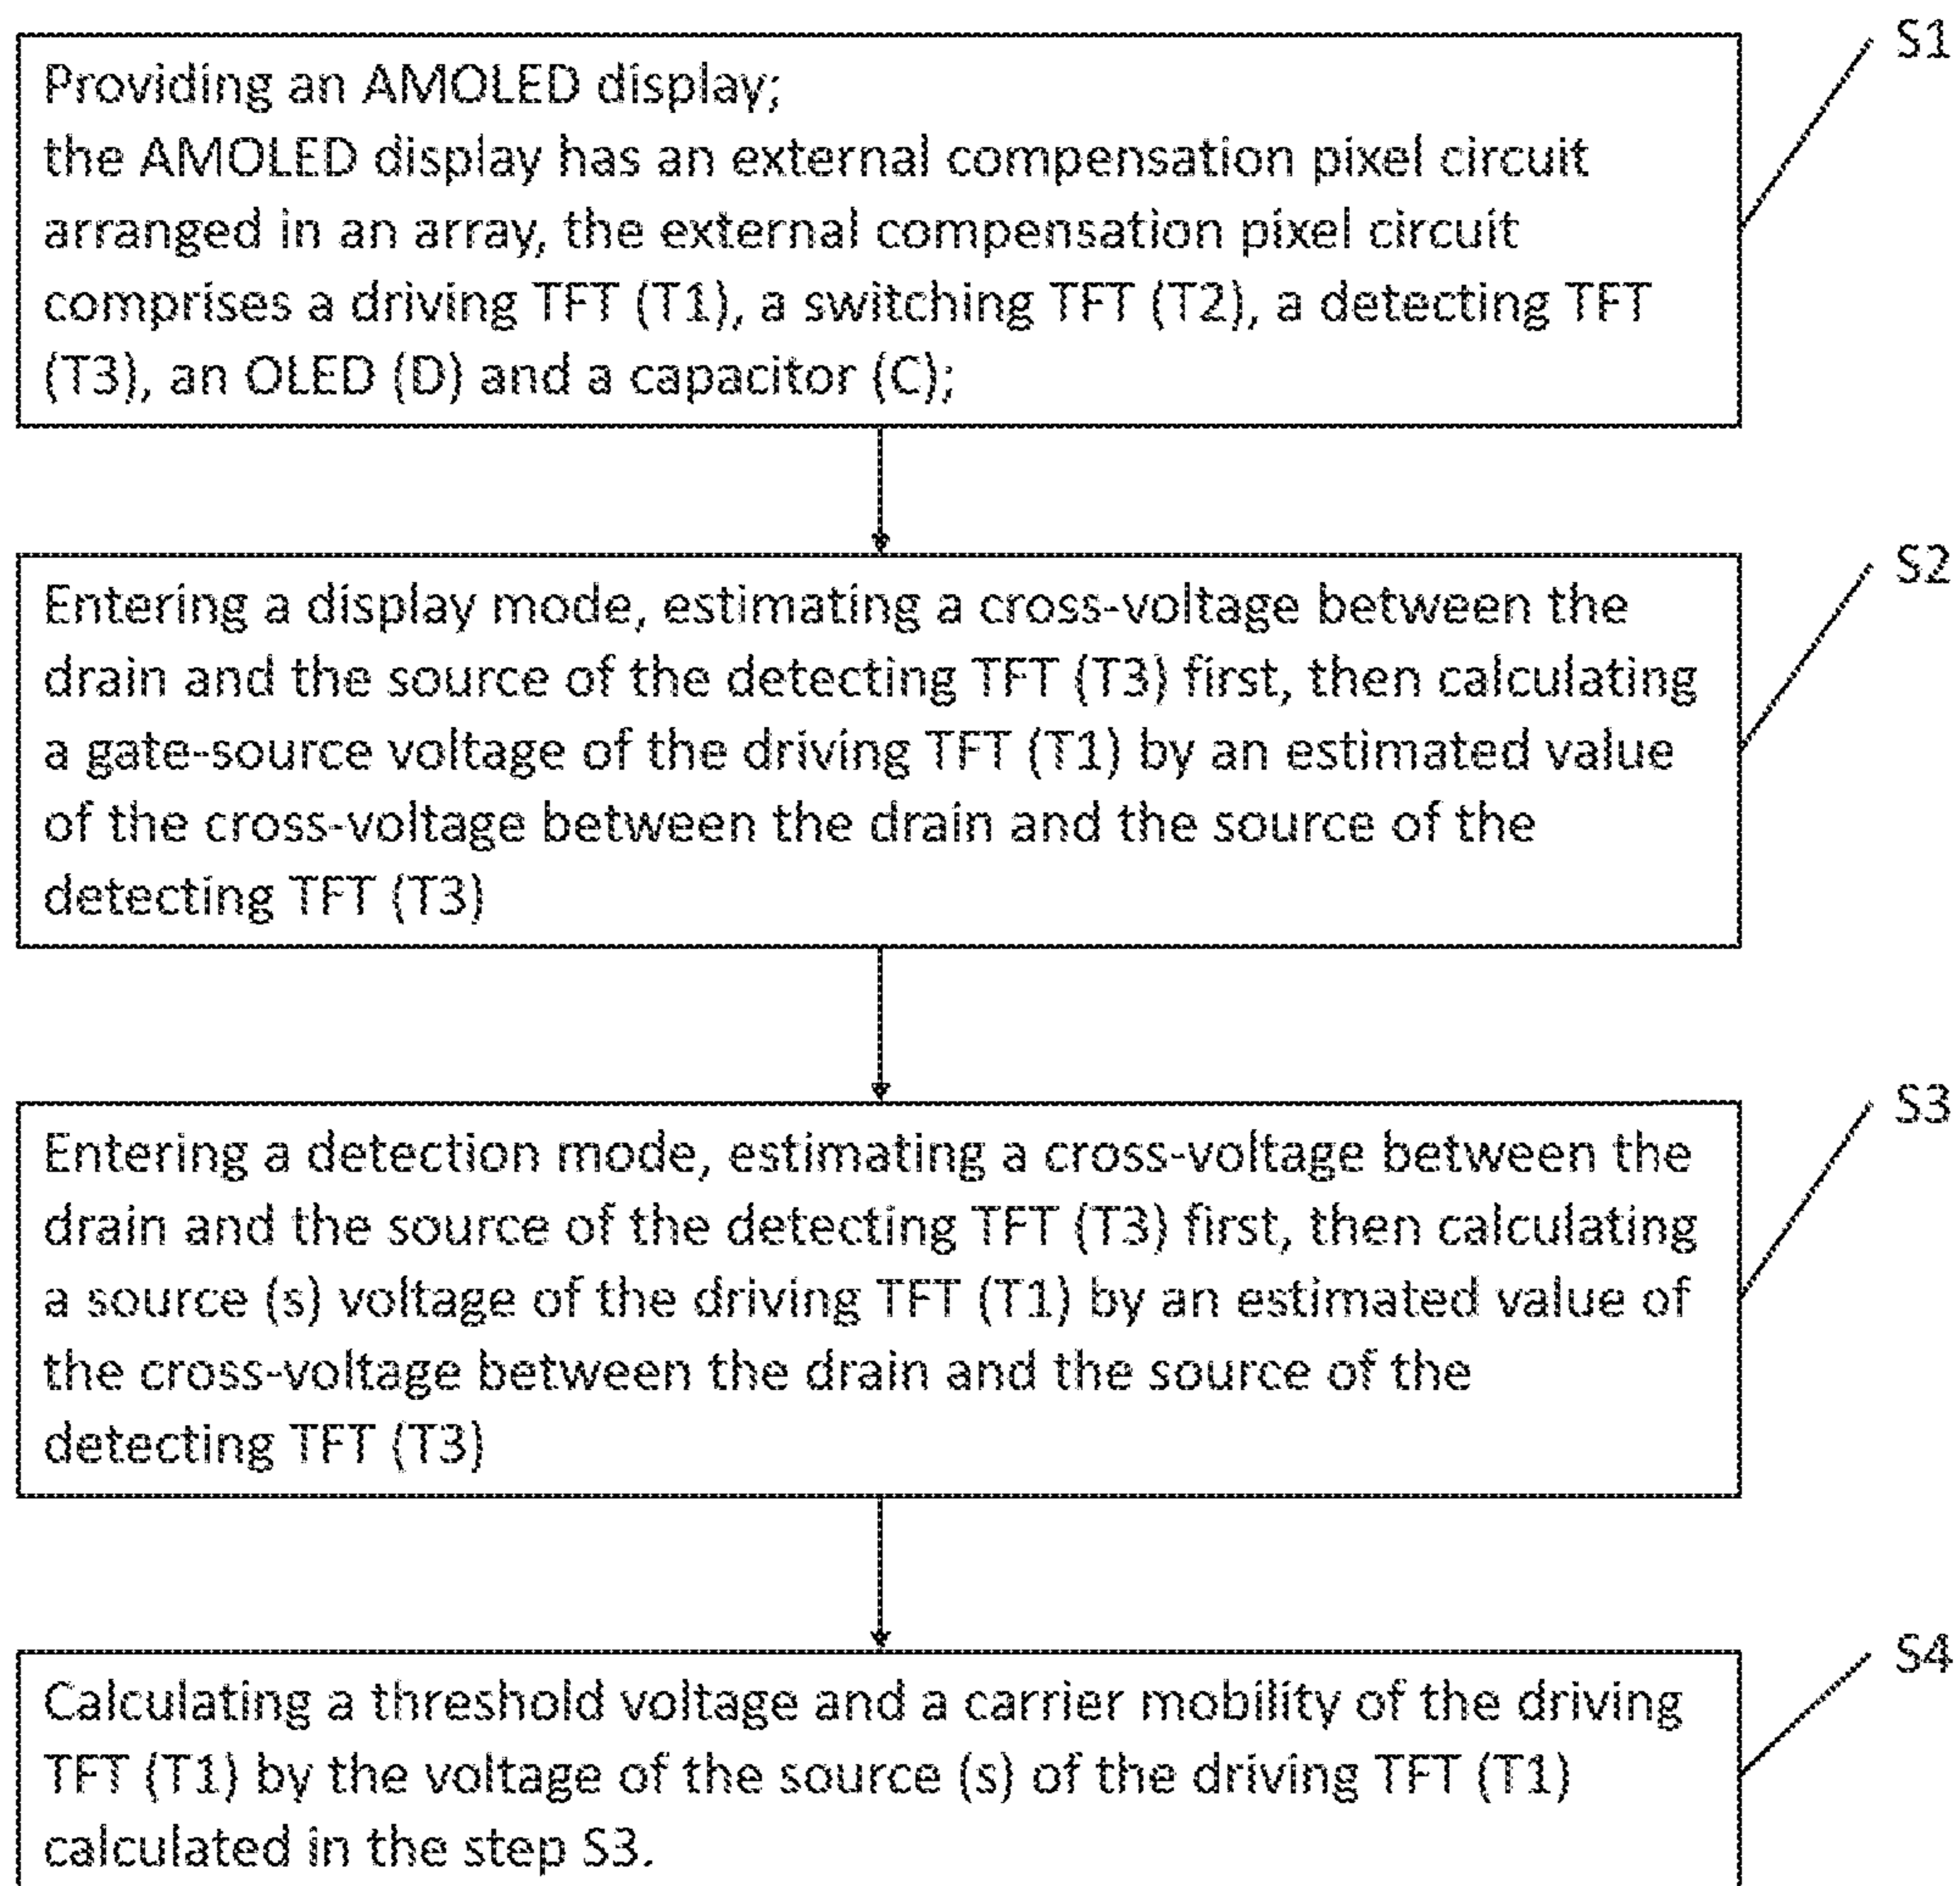 S1
Providing an AMOLED display;
the AMOLED display has an external compensation pixel circuit
arranged in an array, the external compensation pixel circuit
comprises a driving TFT (T1), a switching TFT (T2), a detecting TFT
(T3), an OLED (D) and a capacitor (C);
S2
Entering a display mode, estimating a cross-voltage between the
drain and the source of the detecting TFT (T3) first, then calculating
a gate-source voltage of the driving TFT (T1) by an estimated value
of the cross-voltage between the drain and the source of the
detecting TFT (T3)
S3
Entering a detection mode, estimating a cross-voltage between the
drain and the source of the detecting TFT (T3) first, then calculating
a source (s) voltage of the driving TFT (T1) by an estimated value of
the cross-voltage between the drain and the source of the
detecting TFT (T3)
S4
Calculating a threshold voltage and a carrier mobility of the driving
TFT (T1) by the voltage of the source (s) of the driving TFT (T1)
calculated in the step S3.